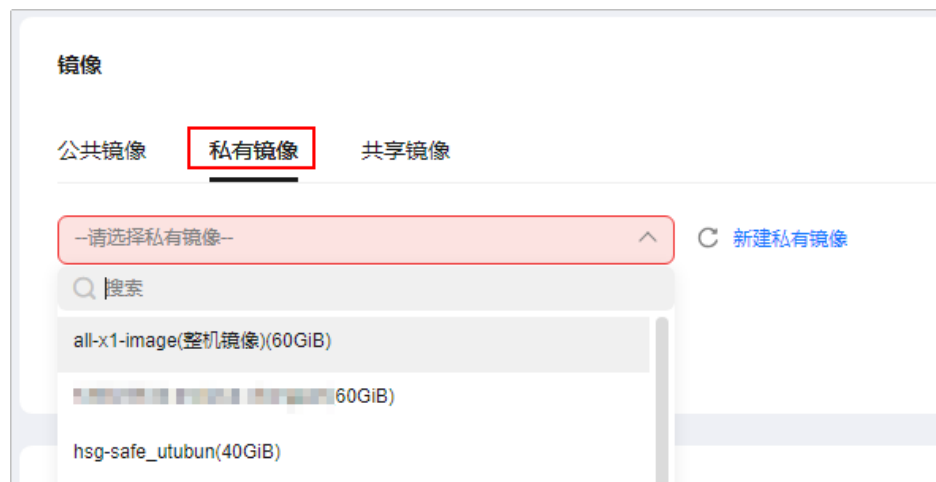 镜像
公共镜像 私有镜像 共享镜像
--请选择私有镜像-- 新建私有镜像
搜索
all-x1-image(整机镜像)(60GiB)
60GiB)
hsg-safe_utubun(40GiB)